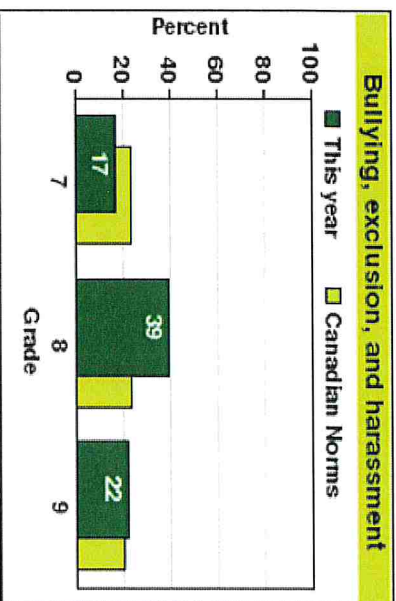 Bullying, exclusion, and harassment
This year
Canadian Norms
Percent
100
80
60
40
20
0
17
39
22
7
8
9
Grade